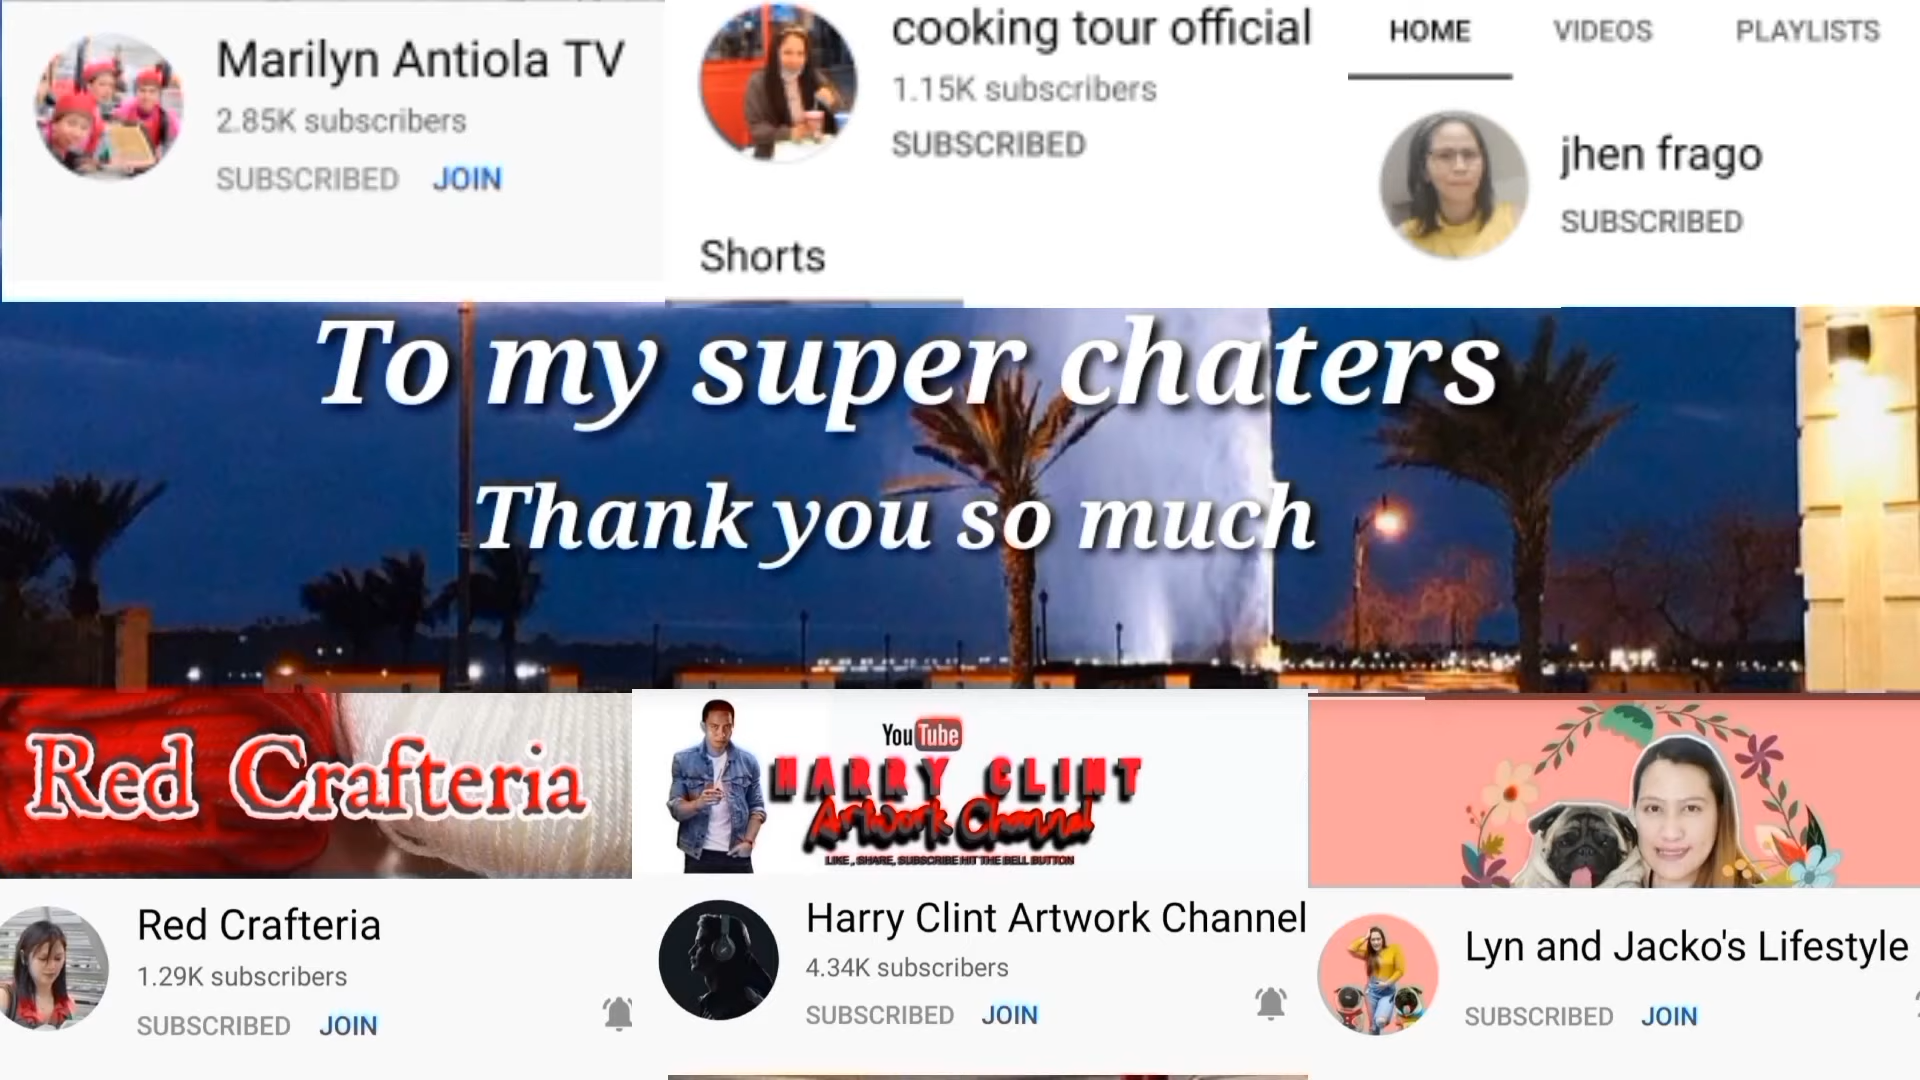 Marilyn Antiola TV
2.85K subscribers
SUBSCRIBED JOIN
cooking tour official
1.15K subscribers
SUBSCRIBED
Shorts
HOME VIDEOS PLAYLISTS
jhen frago
SUBSCRIBED
To my super chaters
Thank you so much
Red Crafteria
Red Crafteria
1.29K subscribers
SUBSCRIBED JOIN
YouTube
HARRY CLINT
Artwork Channel
LIKE, SHARE, SUBSCRIBE HIT THE BELL BUTTON
Harry Clint Artwork Channel
4.34K subscribers
SUBSCRIBED JOIN
Lyn and Jacko's Lifestyle
SUBSCRIBED JOIN